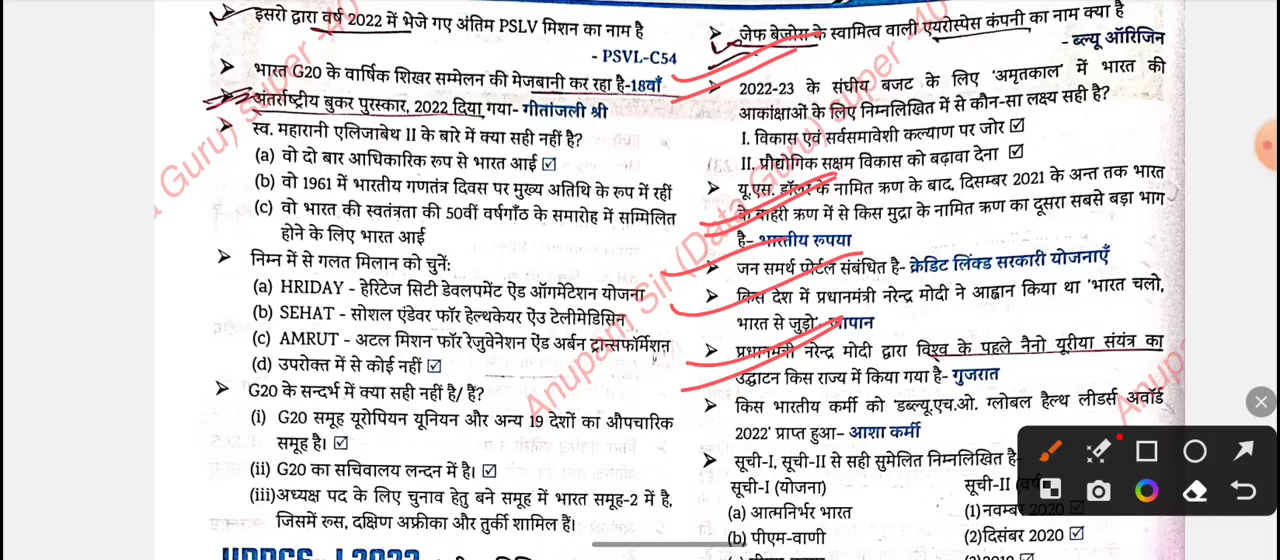 इसरो द्वारा वर्ष 2022 में भेजे गए अंतिम PSLV मिशन का नाम है
- PSVL-C54
भारत G20 के वार्षिक शिखर सम्मेलन की मेजबानी कर रहा है-18वाँ
अंतर्राष्ट्रीय बुकर पुरस्कार, 2022 दिया गया- गीतांजली श्री
स्व. महारानी एलिजाबेथ II के बारे में क्या सही नहीं है?
(a) वो दो बार आधिकारिक रूप से भारत आई ☑
(b) वो 1961 में भारतीय गणतंत्र दिवस पर मुख्य अतिथि के रूप में रहीं
(c) वो भारत की स्वतंत्रता की 50वीं वर्षगाँठ के समारोह में सम्मिलित
होने के लिए भारत आई
निम्न में से गलत मिलान को चुनें:
(a) HRIDAY - हेरिटेज सिटी डेवलपमेंट ऐंड ऑगमेंटेशन योजना
(b) SEHAT - सोशल एंडेवर फॉर हेल्थकेयर ऐंउ टेलीमेडिसिन
(c) AMRUT - अटल मिशन फॉर रेजुवेनेशन ऐंड अर्बन ट्रान्सफॉर्मेशन
(d) उपरोक्त में से कोई नहीं ☑
G20 के सन्दर्भ में क्या सही नहीं है/ हैं?
(i) G20 समूह यूरोपियन यूनियन और अन्य 19 देशों का औपचारिक
समूह है। ☑
(ii) G20 का सचिवालय लन्दन में है। ☑
(iii)अध्यक्ष पद के लिए चुनाव हेतु बने समूह में भारत समूह-2 में है,
जिसमें रूस, दक्षिण अफ्रीका और तुर्की शामिल हैं।
जेफ बेजोस के स्वामित्व वाली एयरोस्पेस कंपनी का नाम क्या है
- ब्ल्यू ऑरिजिन
2022-23 के संघीय बजट के लिए 'अमृतकाल' में भारत की
आकांक्षाओं के लिए निम्नलिखित में से कौन-सा लक्ष्य सही है?
I. विकास एवं सर्वसमावेशी कल्याण पर जोर ☑
II. प्रौद्योगिक सक्षम विकास को बढ़ावा देना ☑
यू.एस. डॉलर के नामित ऋण के बाद, दिसम्बर 2021 के अन्त तक भारत
के बाहरी ऋण में से किस मुद्रा के नामित ऋण का दूसरा सबसे बड़ा भाग
है- भारतीय रूपया
जन समर्थ पोर्टल संबंधित है- क्रेडिट लिंक्ड सरकारी योजनाएँ
किस देश में प्रधानमंत्री नरेन्द्र मोदी ने आह्वान किया था 'भारत चलो,
भारत से जुड़ो'- जापान
प्रधानमंत्री नरेन्द्र मोदी द्वारा विश्व के पहले नैनो यूरीया संयंत्र का
उद्घाटन किस राज्य में किया गया है- गुजरात
किस भारतीय कर्मी को 'डब्ल्यू.एच.ओ. ग्लोबल हैल्थ लीडर्स अवॉर्ड
2022' प्राप्त हुआ- आशा कर्मी
सूची-I, सूची-II से सही सुमेलित निम्नलिखित है-
सूची-I (योजना) सूची-II
(a) आत्मनिर्भर भारत (1) नवम्बर 2020 ☑
(b) पीएम-वाणी (2)दिसंबर 2020 ☑
Anupam Sir (Data Guru) super -40